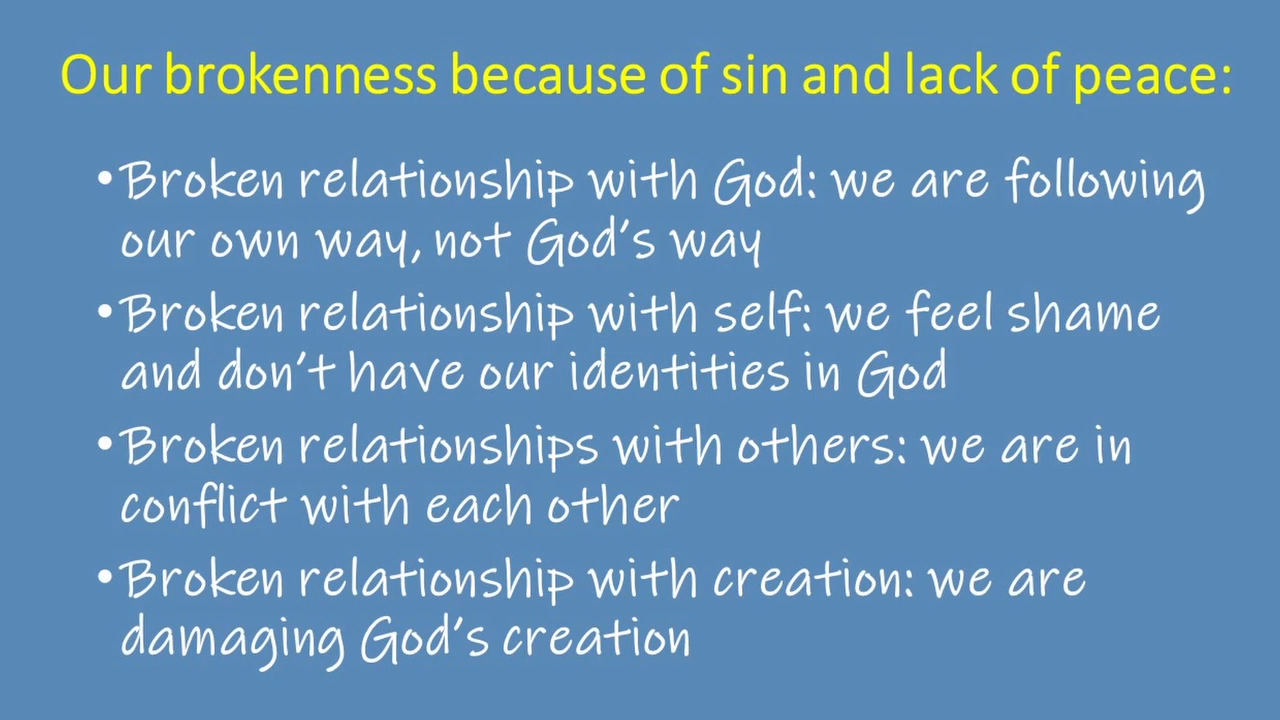 Our brokenness because of sin and lack of peace:
•Broken relationship with God: we are following
our own way, not God's way
•Broken relationship with self: we feel shame
and don't have our identities in God
•Broken relationships with others: we are in
conflict with each other
•Broken relationship with creation: we are
damaging God's creation